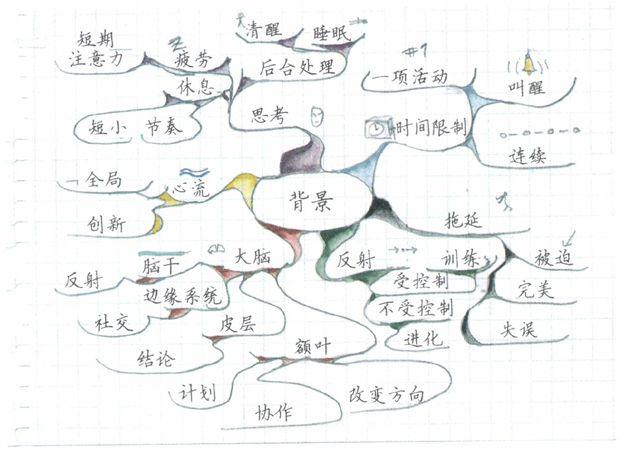 清醒
睡眠
短期
注意力
疲劳
后台处理
休息
短小 节奏
思考
#1
一项活动
叫醒
时间限制
连续
全局
心流
创新
背景
拖延
反射
脑干
大脑
边缘系统
社交
皮层
结论
额叶
计划
协作
改变方向
反射
训练
受控制
不受控制
进化
被迫
完美
失误